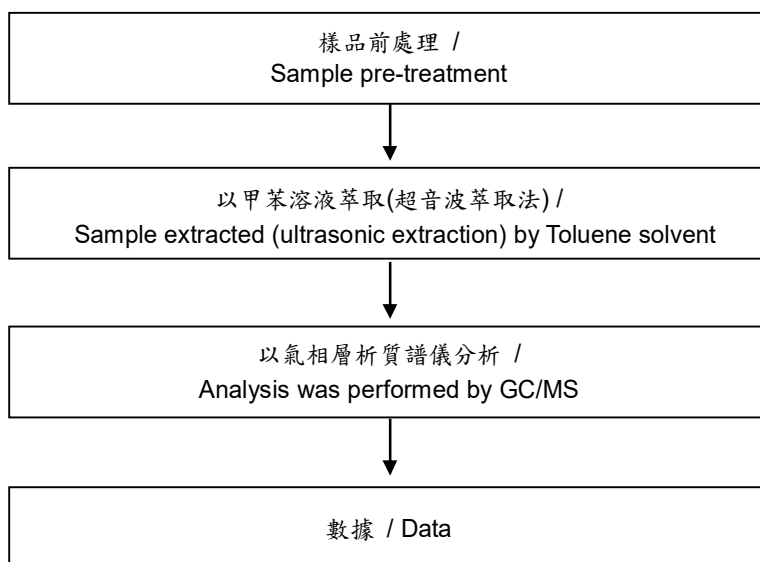 樣品前處理 /
Sample pre-treatment
以甲苯溶液萃取(超音波萃取法) /
Sample extracted (ultrasonic extraction) by Toluene solvent
以氣相層析質譜儀分析 /
Analysis was performed by GC/MS
數據 / Data